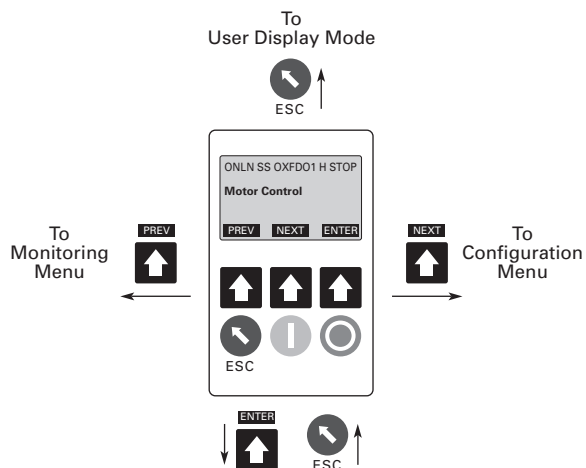 To
User Display Mode
ESC
ONLN SS OXFDO1 H STOP
Motor Control
PREV NEXT ENTER
To
Monitoring
Menu
PREV
NEXT
To
Configuration
Menu
ESC
ENTER
ESC